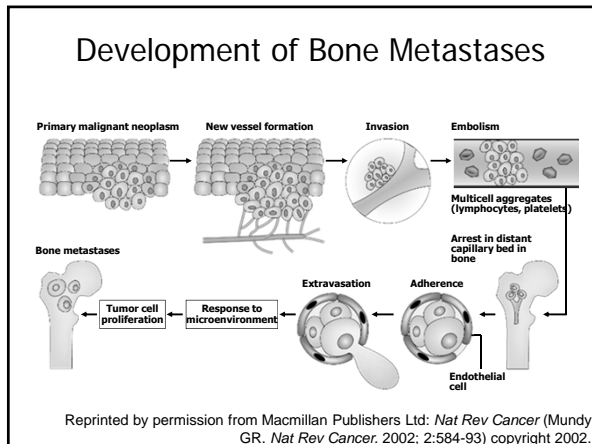 Development of Bone Metastases
Primary malignant neoplasm
New vessel formation
Invasion
Embolism
Multicell aggregates
(lymphocytes, platelets)
Arrest in distant
capillary bed in
bone
Adherence
Endothelial
cell
Extravasation
Response to
microenvironment
Tumor cell
proliferation
Bone metastases
Reprinted by permission from Macmillan Publishers Ltd: Nat Rev Cancer (Mundy
GR. Nat Rev Cancer. 2002; 2:584-93) copyright 2002.